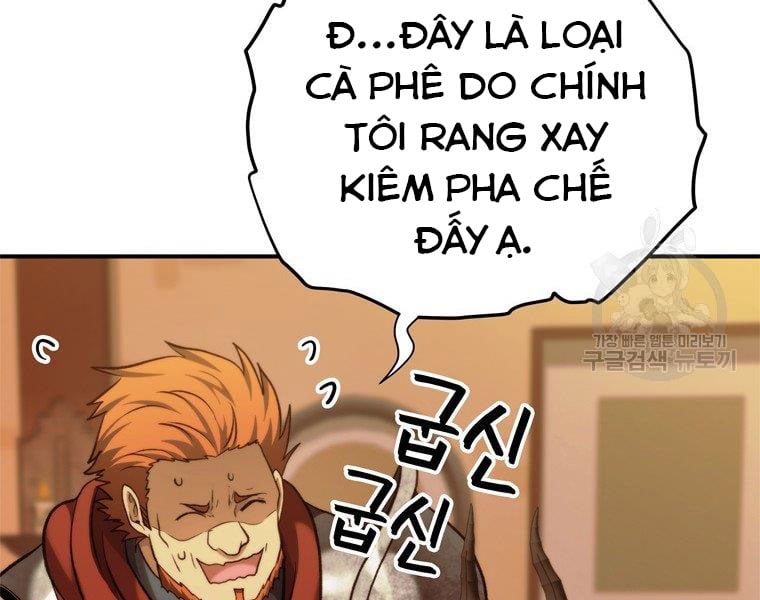 Đ...ĐÂY LÀ LOẠI
CÀ PHÊ DO CHÍNH
TÔI RANG XAY
KIÊM PHA CHẾ
ĐẤY Ạ.
가장 빠른 웹툰 미리보기
구글검색 뉴토끼
굽신
굽신